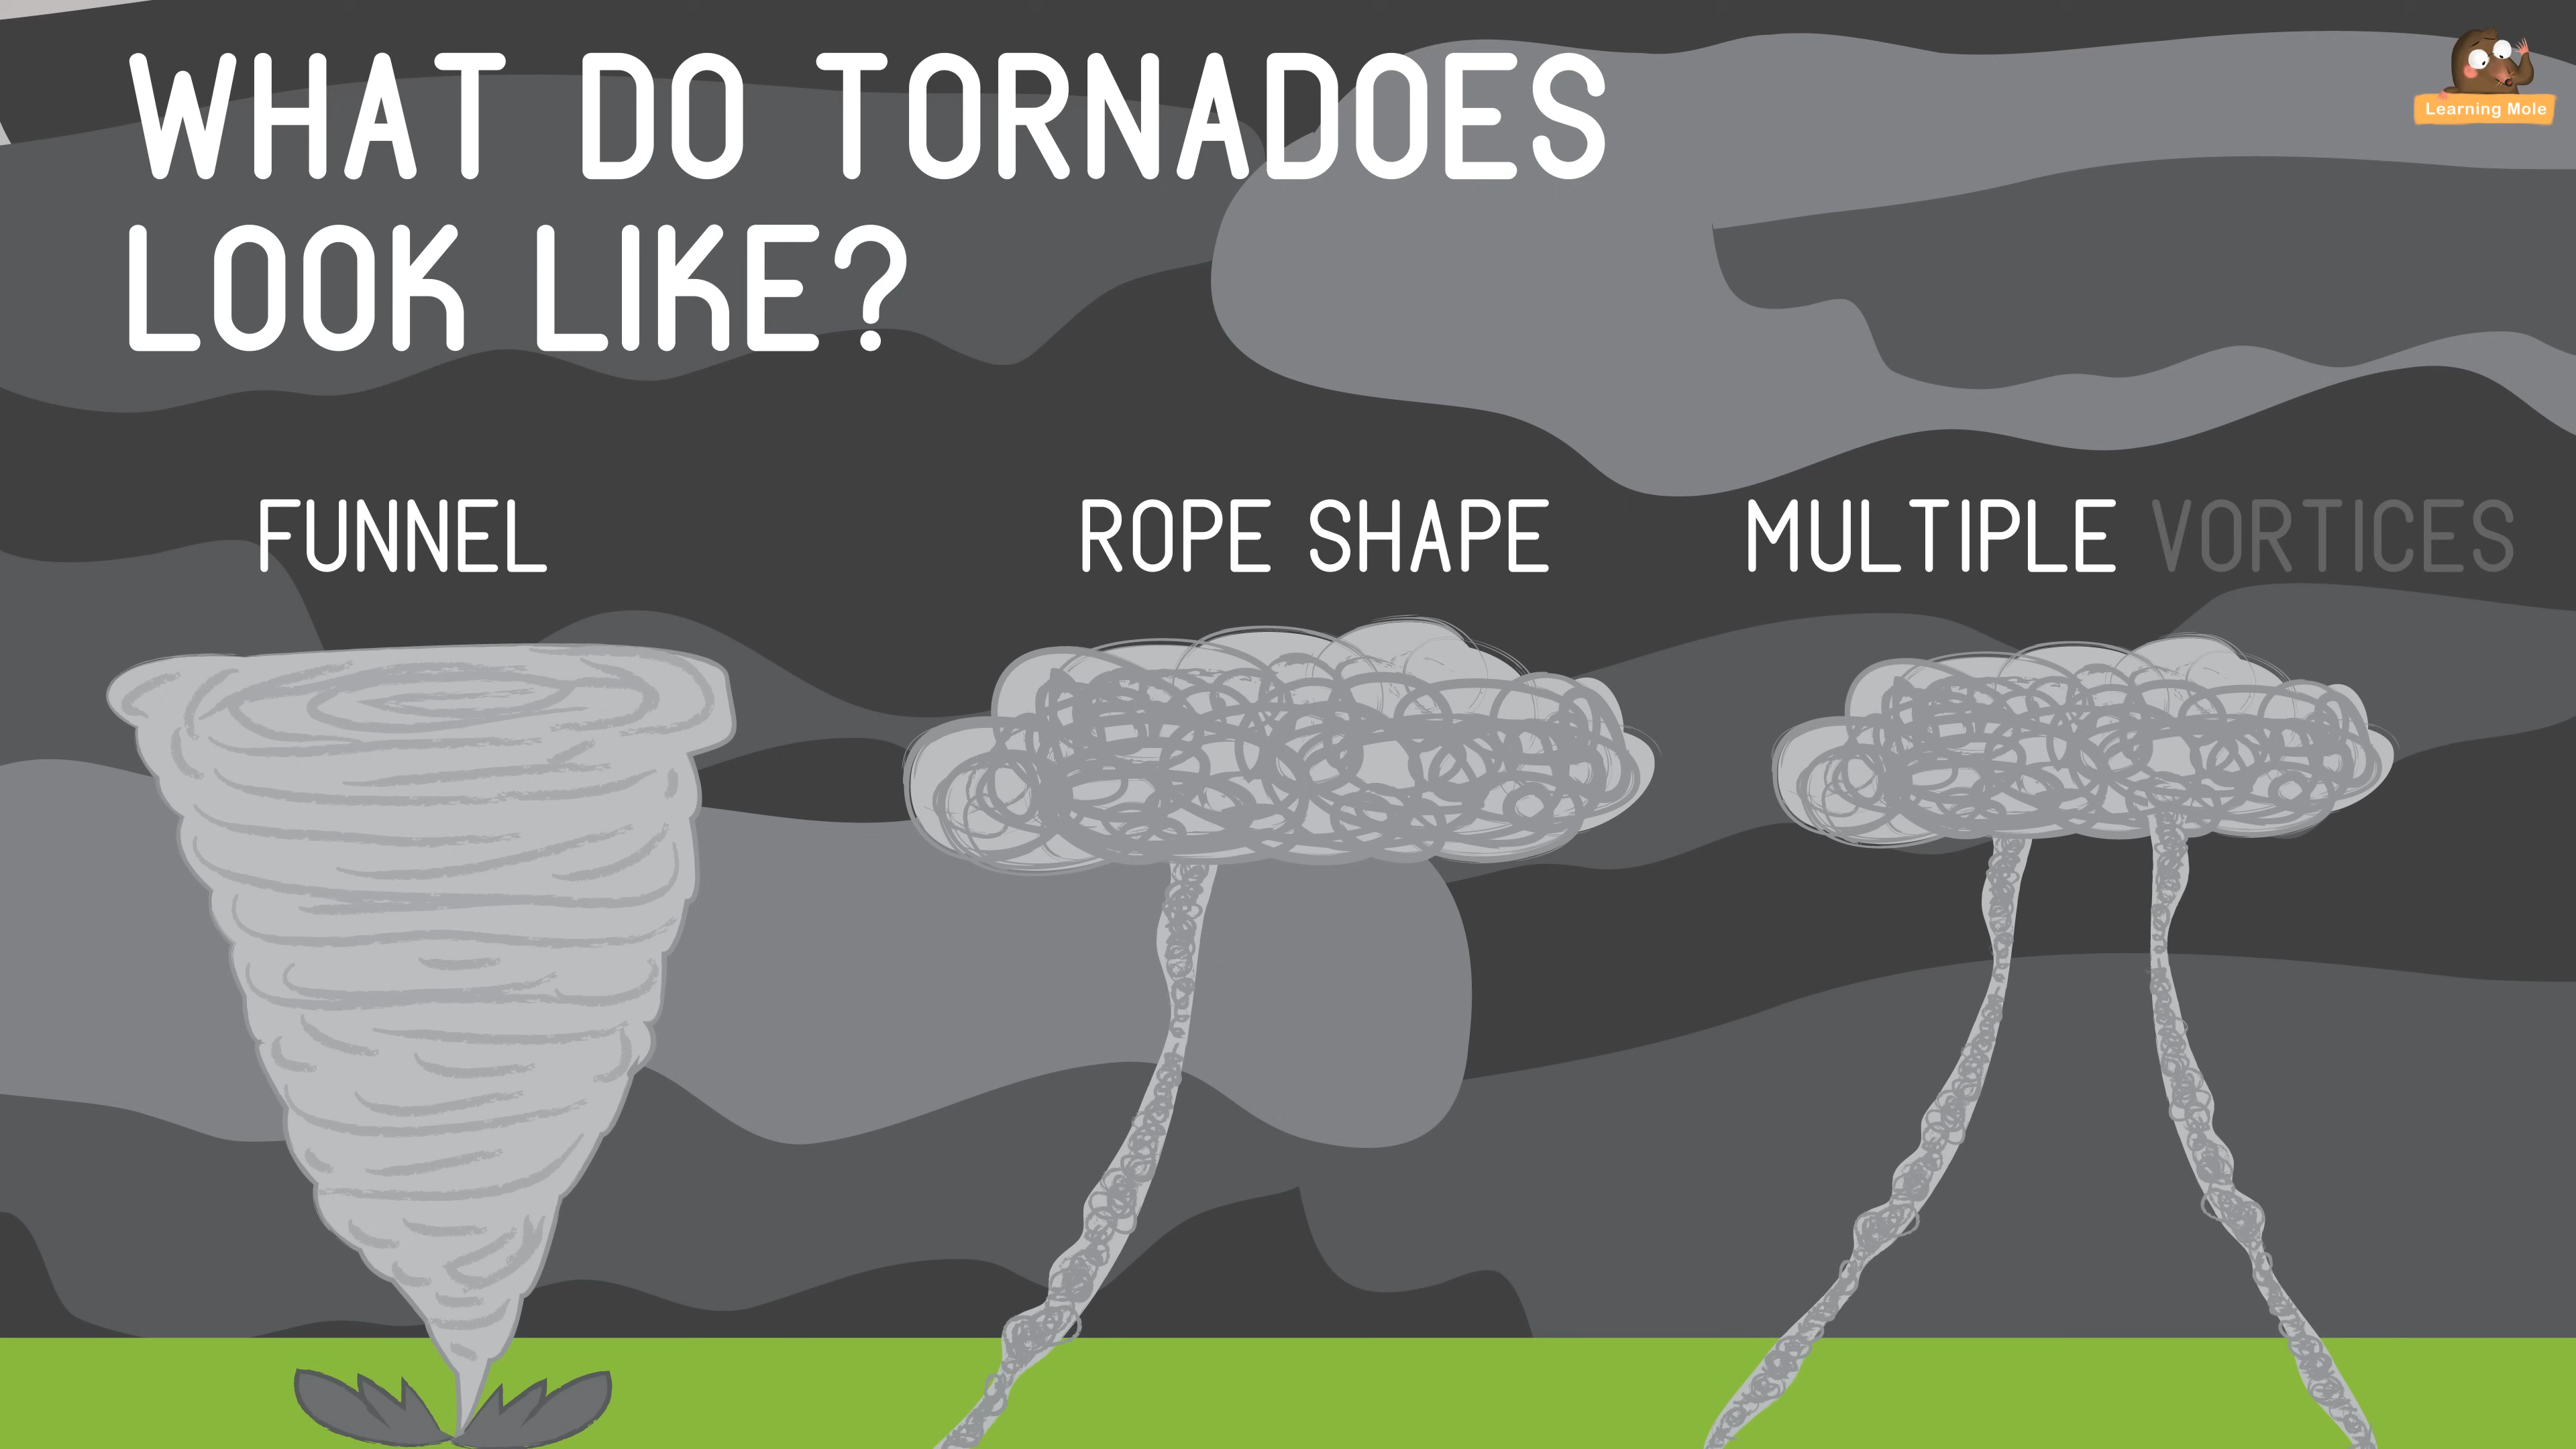 WHAT DO TORNADOES
LOOK LIKE?
Learning Mole
FUNNEL
ROPE SHAPE
MULTIPLE VORTICES